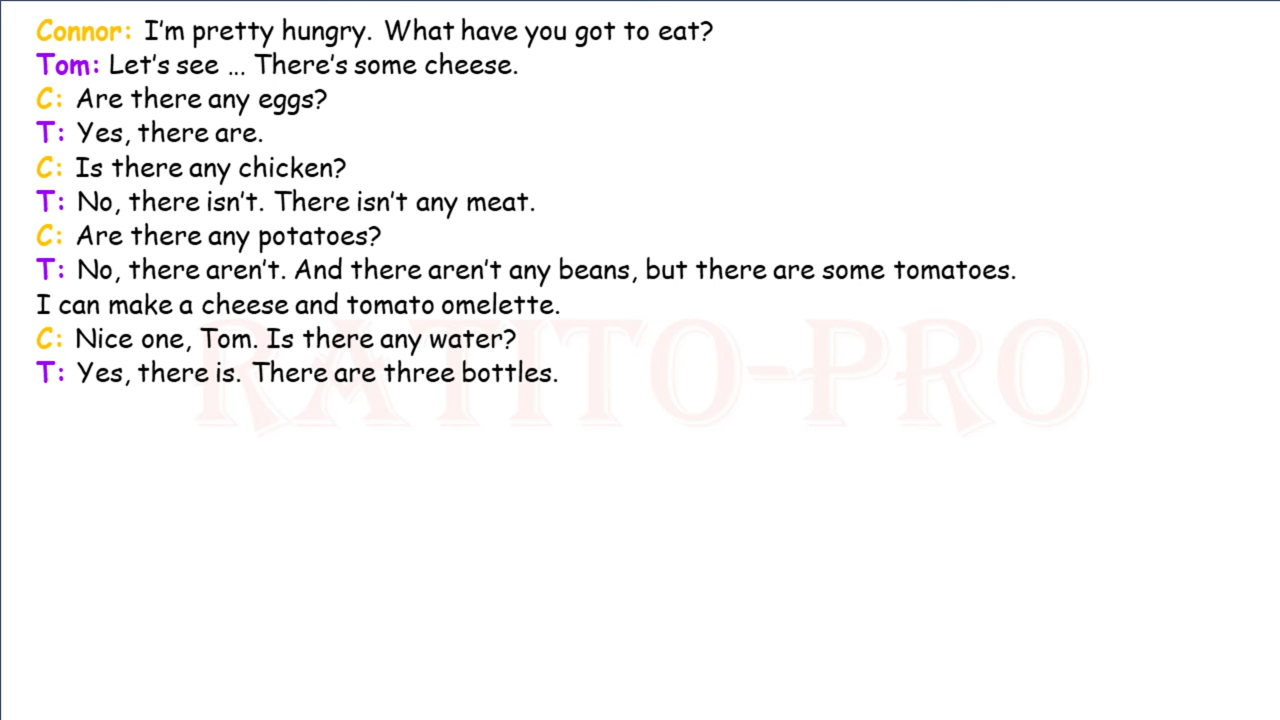 Connor: I'm pretty hungry. What have you got to eat?
Tom: Let's see ... There's some cheese.
C: Are there any eggs?
T: Yes, there are.
C: Is there any chicken?
T: No, there isn't. There isn't any meat.
C: Are there any potatoes?
T: No, there aren't. And there aren't any beans, but there are some tomatoes.
I can make a cheese and tomato omelette.
C: Nice one, Tom. Is there any water?
T: Yes, there is. There are three bottles.
RATITO-PRO